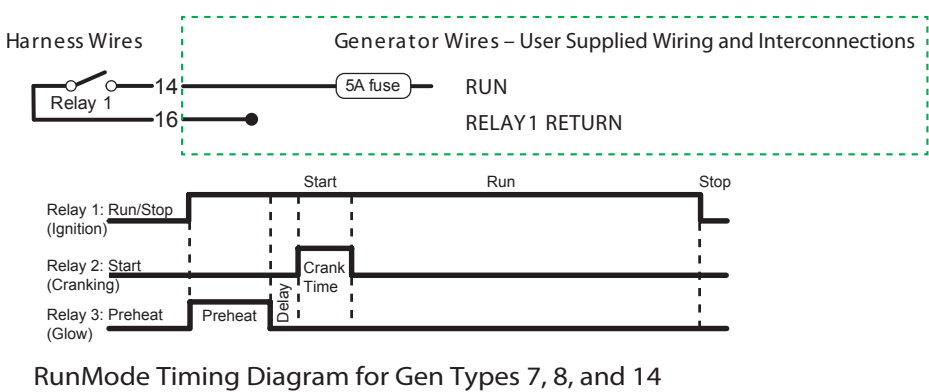 Harness Wires
Generator Wires – User Supplied Wiring and Interconnections
14
5A fuse
RUN
Relay 1
16
RELAY1 RETURN
Start
Run
Stop
Relay 1: Run/Stop
(Ignition)
Relay 2: Start
(Cranking)
Crank
Time
Delay
Relay 3: Preheat
(Glow)
Preheat
RunMode Timing Diagram for Gen Types 7, 8, and 14